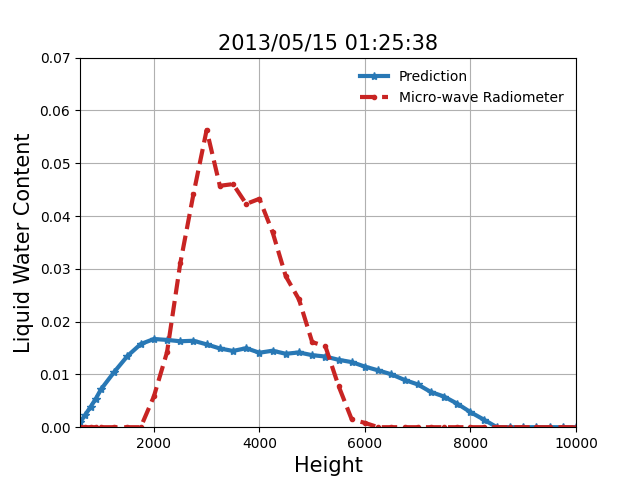 2013/05/15 01:25:38
0.07
0.06
0.05
0.04
0.03
0.02
0.01
0.00
Liquid Water Content
Prediction
Micro-wave Radiometer
2000 4000 6000 8000 10000
Height